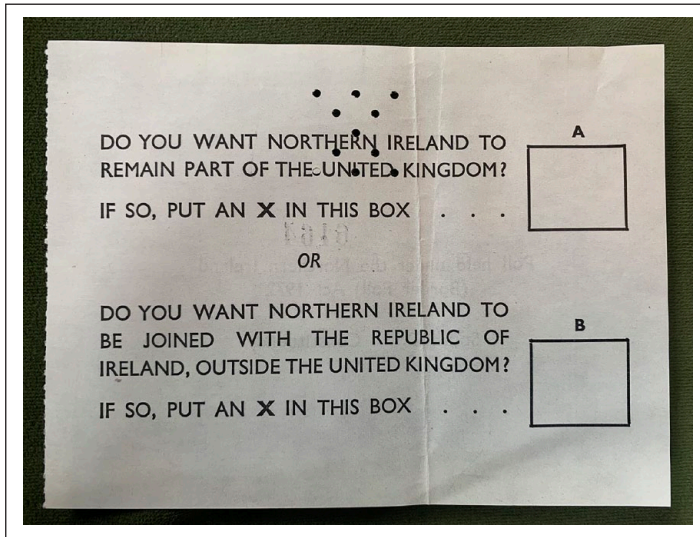 A
DO YOU WANT NORTHERN IRELAND TO
REMAIN PART OF THE UNITED KINGDOM?
IF SO, PUT AN X IN THIS BOX . . .
OR
DO YOU WANT NORTHERN IRELAND TO
B
BE JOINED WITH THE REPUBLIC OF
IRELAND, OUTSIDE THE UNITED KINGDOM?
IF SO, PUT AN X IN THIS BOX . . .